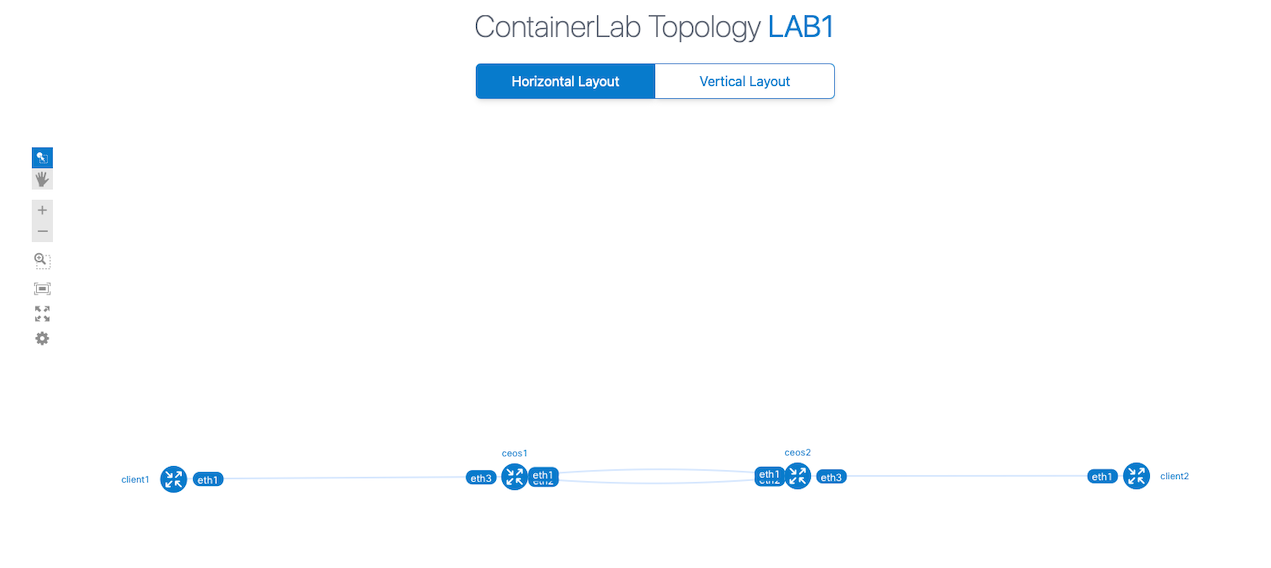 ContainerLab Topology LAB1
Horizontal Layout
Vertical Layout
ceos1
ceos2
client1
eth1
eth3
eth1
eth2
eth1
eth2
eth3
eth1
client2